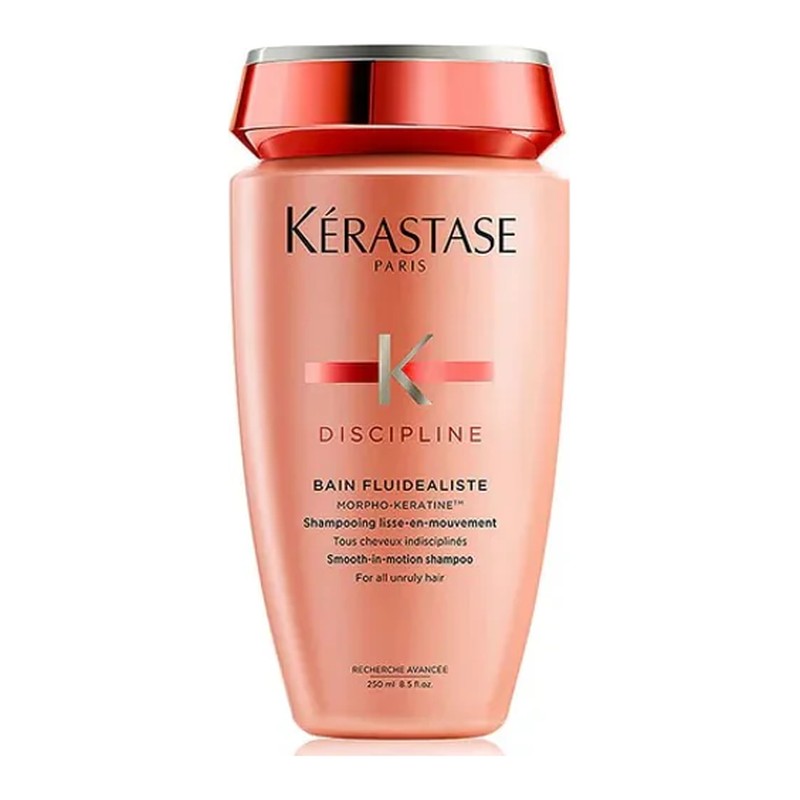 KÉRASTASE
PARIS
K
DISCIPLINE
BAIN FLUIDEALISTE
MORPHO-KERATINE™
Shampooing lisse-en-mouvement
Tous cheveux indisciplinés
Smooth-in-motion shampoo
For all unruly hair
RECHERCHE AVANCÉE
250 ml 8.5 fl.oz.